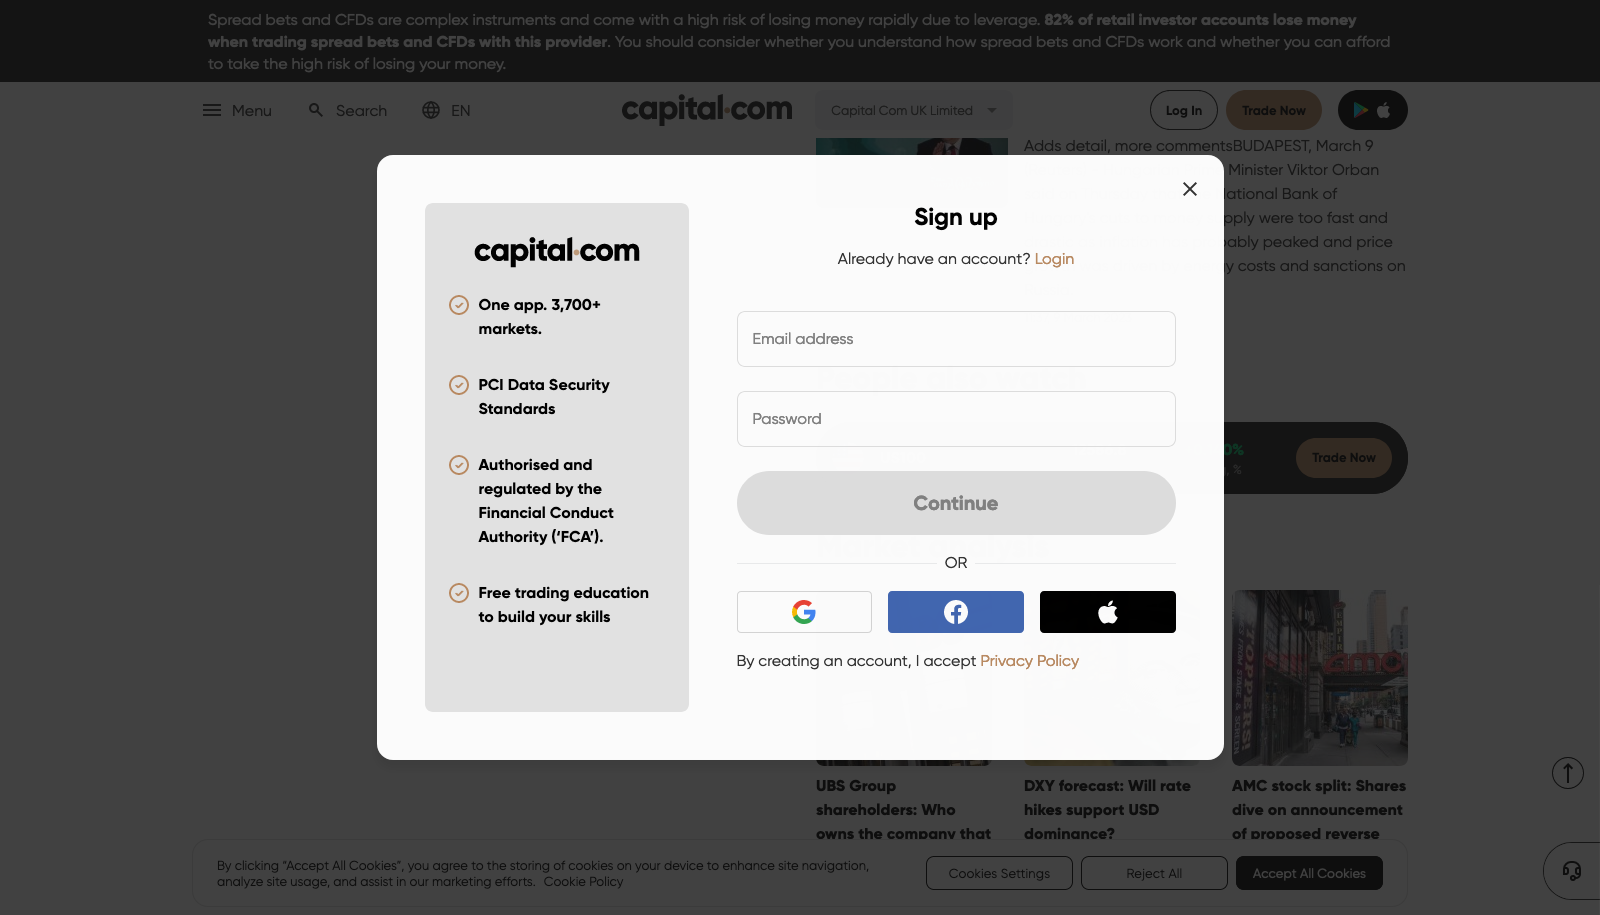 Spread bets and CFDs are complex instruments and come with a high risk of losing money rapidly due to leverage. 82% of retail investor accounts lose money
when trading spread bets and CFDs with this provider. You should consider whether you understand how spread bets and CFDs work and whether you can afford
to take the high risk of losing your money.
Menu
Search
EN
capital.com
Capital Com UK Limited
Log In
Trade Now
Adds detail, more commentsBUDAPEST, March 9
Minister Viktor Orban
National Bank of
were too fast and
peaked and price
costs and sanctions on
capital.com
One app. 3,700+
markets.
PCI Data Security
Standards
Authorised and
regulated by the
Financial Conduct
Authority (‘FCA’).
Free trading education
to build your skills
Sign up
Already have an account? Login
Email address
Password
Continue
OR
By creating an account, I accept Privacy Policy
Trade Now
AMC
UBS Group
shareholders: Who
owns the company that
DXY forecast: Will rate
hikes support USD
dominance?
AMC stock split: Shares
dive on announcement
of proposed reverse
By clicking “Accept All Cookies”, you agree to the storing of cookies on your device to enhance site navigation,
analyze site usage, and assist in our marketing efforts. Cookie Policy
Cookies Settings
Reject All
Accept All Cookies